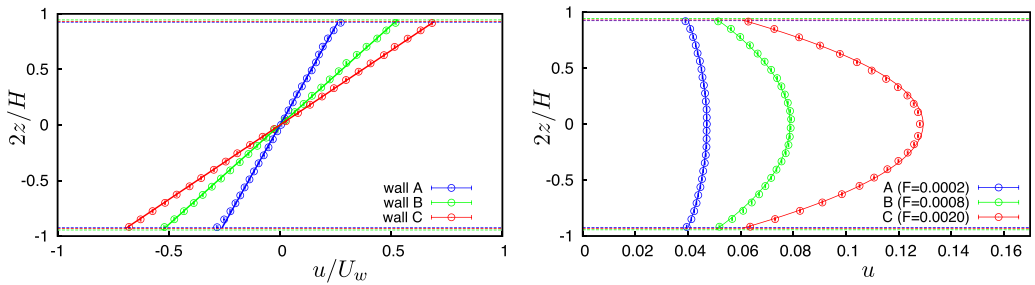 1
0.5
0
-0.5
-1
2z/H
-1
-0.5
0
0.5
1
u/U_w
wall A
wall B
wall C
1
0.5
0
-0.5
-1
2z/H
0.00
0.02
0.04
0.06
0.08
0.1
0.12
0.14
0.16
u
A (F=0.0002)
B (F=0.0008)
C (F=0.0020)